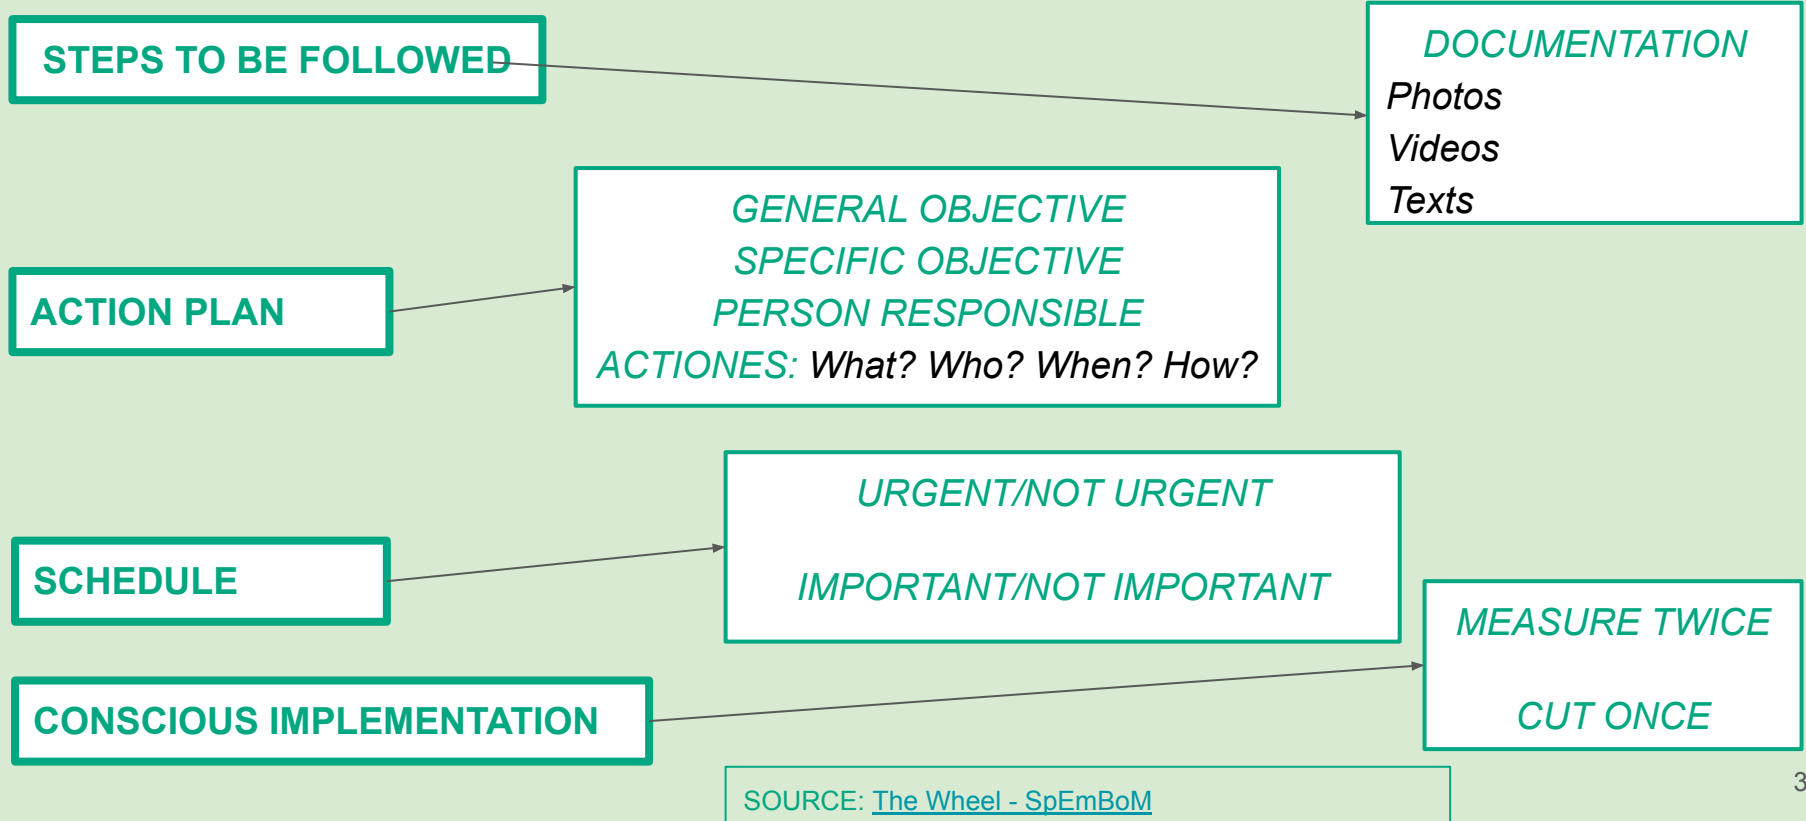 STEPS TO BE FOLLOWED
DOCUMENTATION
Photos
Videos
Texts
ACTION PLAN
GENERAL OBJECTIVE
SPECIFIC OBJECTIVE
PERSON RESPONSIBLE
ACTIONES: What? Who? When? How?
SCHEDULE
URGENT/NOT URGENT
IMPORTANT/NOT IMPORTANT
CONSCIOUS IMPLEMENTATION
MEASURE TWICE
CUT ONCE
SOURCE: The Wheel - SpEmBoM
3